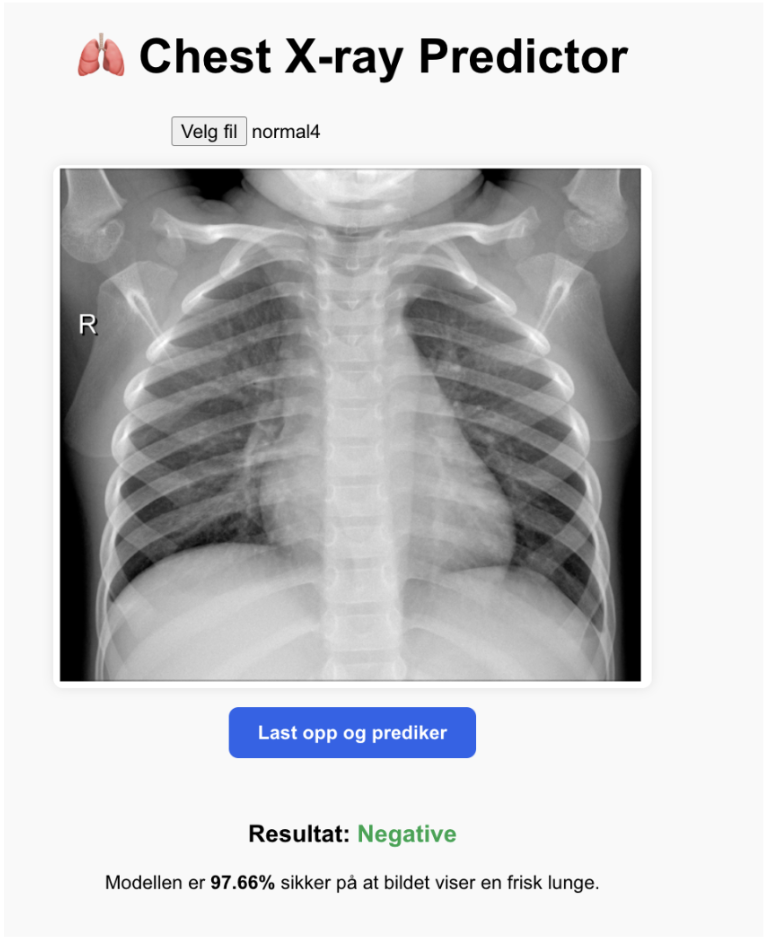 Chest X-ray Predictor
Velg fil normal4
R
Last opp og prediker
Resultat: Negative
Modellen er 97.66% sikker på at bildet viser en frisk lunge.